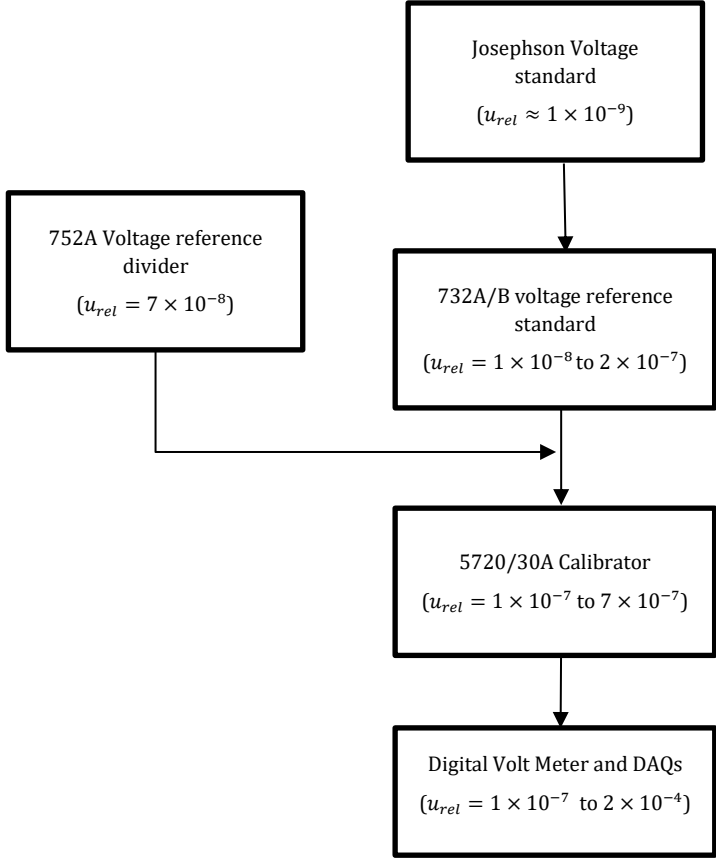 Josephson Voltage
standard
(u_rel ≈ 1 × 10⁻⁹)
752A Voltage reference
divider
(u_rel = 7 × 10⁻⁸)
732A/B voltage reference
standard
(u_rel = 1 × 10⁻⁸ to 2 × 10⁻⁷)
5720/30A Calibrator
(u_rel = 1 × 10⁻⁷ to 7 × 10⁻⁷)
Digital Volt Meter and DAQs
(u_rel = 1 × 10⁻⁷ to 2 × 10⁻⁴)